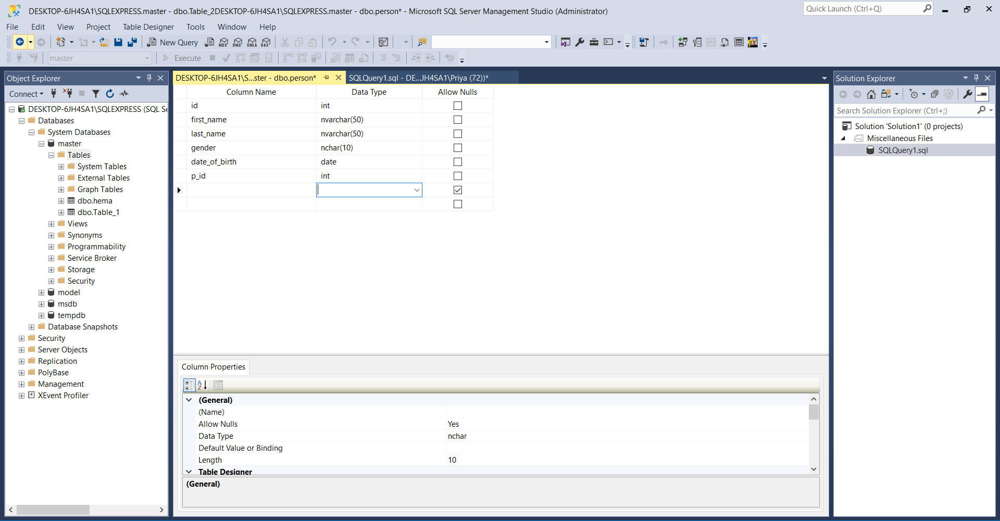 DESKTOP-6JH4SA1\SQLEXPRESS.master - dbo.Table_2DESKTOP-6JH4SA1\SQLEXPRESS.master - dbo.person* - Microsoft SQL Server Management Studio (Administrator)
Quick Launch (Ctrl+Q)
File Edit View Project Table Designer Tools Window Help
New Query MDX DMX XMLA DAX
master Execute
Object Explorer
Connect
DESKTOP-6JH4SA1\SQLEXPRESS (SQL Se
Databases
System Databases
master
Tables
System Tables
External Tables
Graph Tables
dbo.hema
dbo.Table_1
Views
Synonyms
Programmability
Service Broker
Storage
Security
model
msdb
tempdb
Database Snapshots
Security
Server Objects
Replication
PolyBase
Management
XEvent Profiler
DESKTOP-6JH4SA1\S...ster - dbo.person* SQLQuery1.sql - DE...JH4SA1\Priya (72))*
Column Name Data Type Allow Nulls
id int
first_name nvarchar(50)
last_name nvarchar(50)
gender nchar(10)
date_of_birth date
p_id int
Column Properties
(General)
(Name)
Allow Nulls Yes
Data Type nchar
Default Value or Binding
Length 10
Table Designer
(General)
Solution Explorer
Search Solution Explorer (Ctrl+;)
Solution 'Solution1' (0 projects)
Miscellaneous Files
SQLQuery1.sql